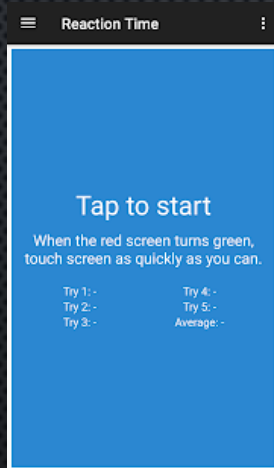 Reaction Time
Tap to start
When the red screen turns green,
touch screen as quickly as you can.
Try 1: - Try 4: -
Try 2: - Try 5: -
Try 3: - Average: -